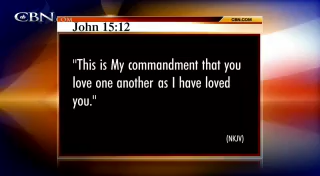 CBN.COM
CBN.COM
John 15:12
"This is My commandment that you
love one another as I have loved
you."
(NKJV)